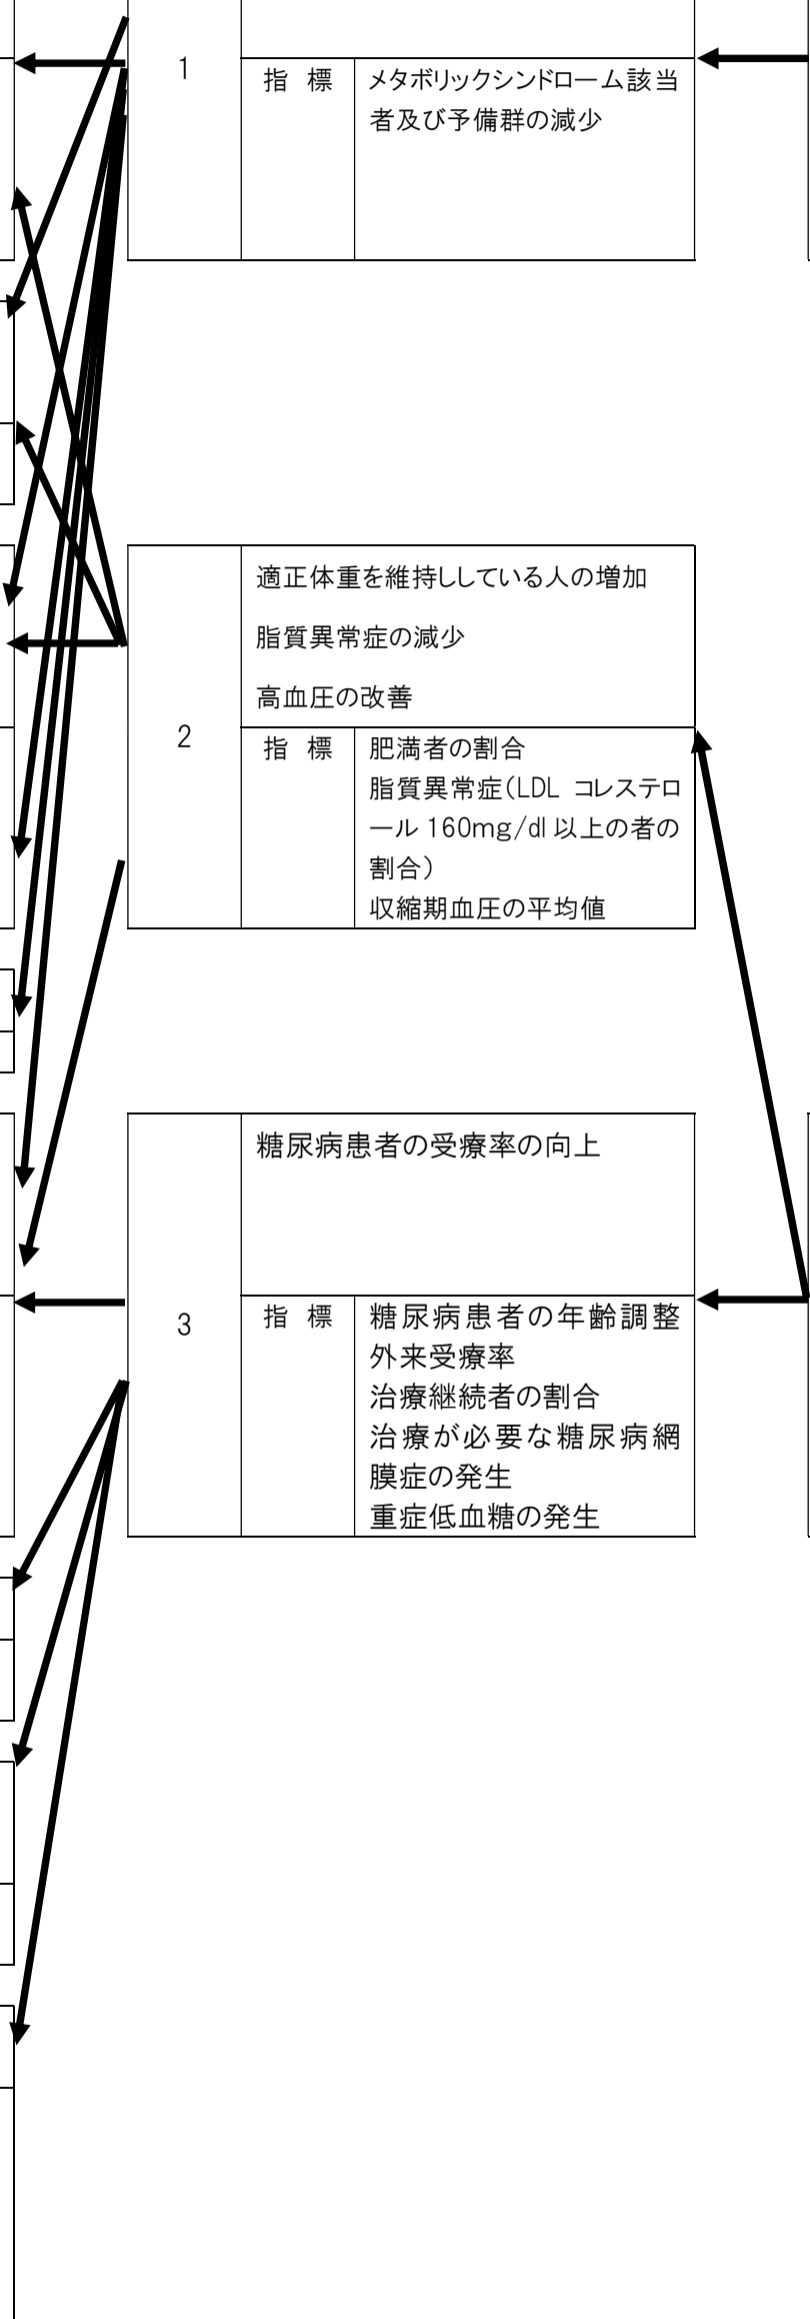 1
指 標
メタボリックシンドローム該当
者及び予備群の減少
2
適正体重を維持ししている人の増加
脂質異常症の減少
高血圧の改善
指 標
肥満者の割合
脂質異常症(LDL コレステロ
ール 160mg/dl 以上の者の
割合)
収縮期血圧の平均値
3
糖尿病患者の受療率の向上
指 標
糖尿病患者の年齢調整
外来受療率
治療継続者の割合
治療が必要な糖尿病網
膜症の発生
重症低血糖の発生